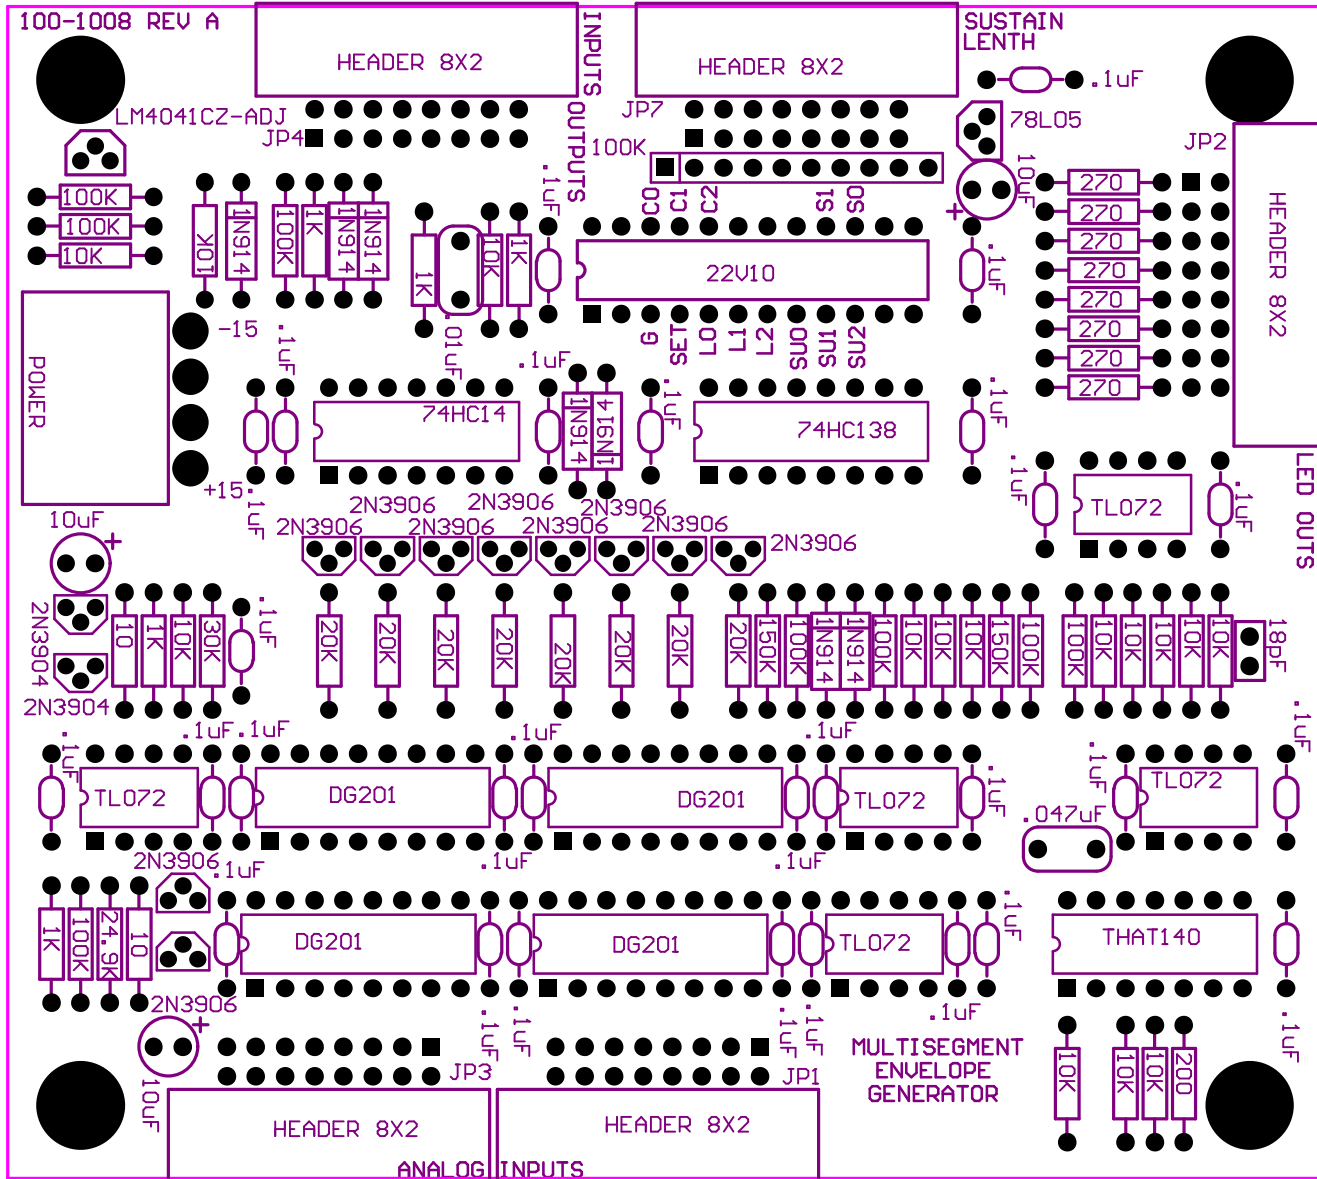 100-1008 REV A
HEADER 8X2
INPUTS
OUTPUTS
HEADER 8X2
SUSTAIN
LENTH
.1uF
LM4041CZ-ADJ
JP4
JP7
100K
78L05
10uF
JP2
HEADER 8X2
100K
100K
10K
10K
1N914
100K
1K
1N914
1N914
1K
.01uF
10K
1K
.1uF
C0
C1
C2
S1
S0
22V10
.1uF
G
SET
L0
L1
L2
SU0
SU1
SU2
270
270
270
270
270
270
270
270
POWER
-15
+15
.1uF
.1uF
74HC14
.1uF
1N914
1N914
.1uF
74HC138
.1uF
LED OUTS
.1uF
TL072
.1uF
10uF
+
2N3906
2N3906
2N3906
2N3906
2N3906
2N3906
2N3906
2N3906
2N3904
2N3904
10
1K
10K
30K
.1uF
20K
20K
20K
20K
20K
20K
20K
20K
150K
100K
1N914
1N914
100K
10K
10K
10K
150K
100K
100K
10K
10K
10K
10K
10K
18pF
.1uF
TL072
.1uF
.1uF
DG201
.1uF
DG201
.1uF
TL072
.1uF
.047uF
.1uF
TL072
.1uF
2N3906
2N3906
1K
100K
24.9K
10
.1uF
DG201
.1uF
.1uF
.1uF
DG201
.1uF
.1uF
.1uF
TL072
.1uF
.1uF
THAT140
.1uF
+
10uF
JP3
HEADER 8X2
JP1
HEADER 8X2
ANALOG INPUTS
MULTISEGMENT
ENVELOPE
GENERATOR
10K
10K
10K
200